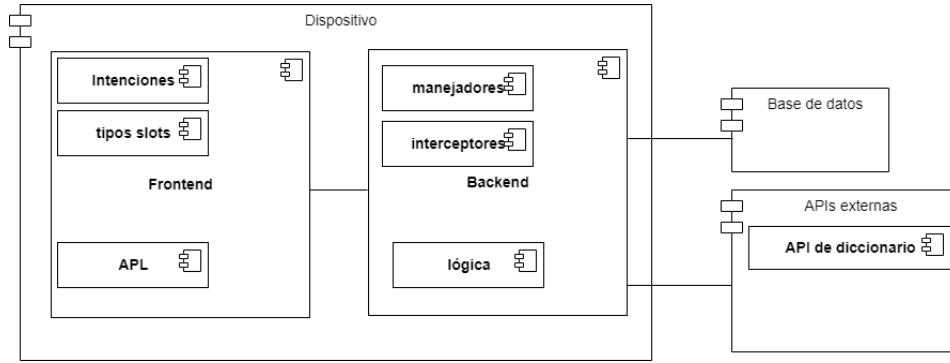 Dispositivo
Intenciones
tipos slots
Frontend
APL
manejadores
interceptores
Backend
lógica
Base de datos
APIs externas
API de diccionario